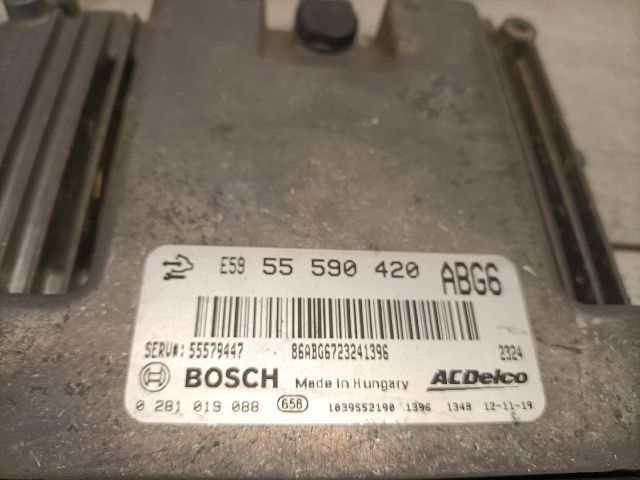 E59 55 590 420 ABG6
SERV№: 55579447 86ABG6723241396 2324
BOSCH Made in Hungary ACDelco
0 281 019 088 658 1039S52190 1396 1348 12-11-19